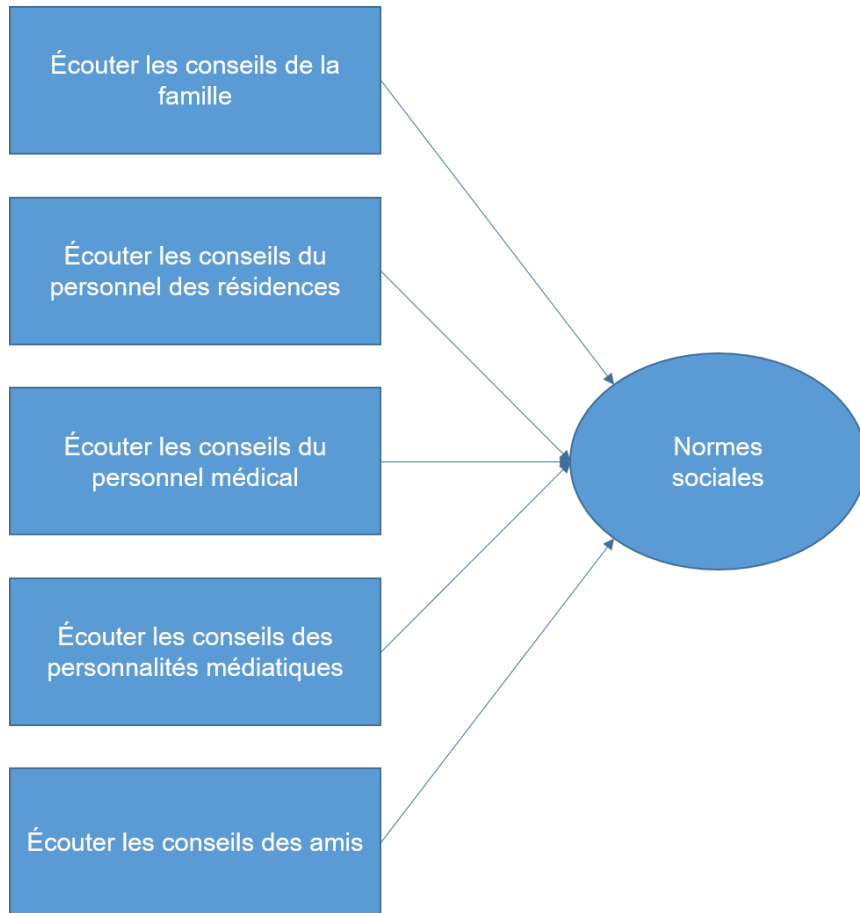 Écouter les conseils de la
famille
Écouter les conseils du
personnel des résidences
Écouter les conseils du
personnel médical
Écouter les conseils des
personnalités médiatiques
Écouter les conseils des amis
Normes
sociales